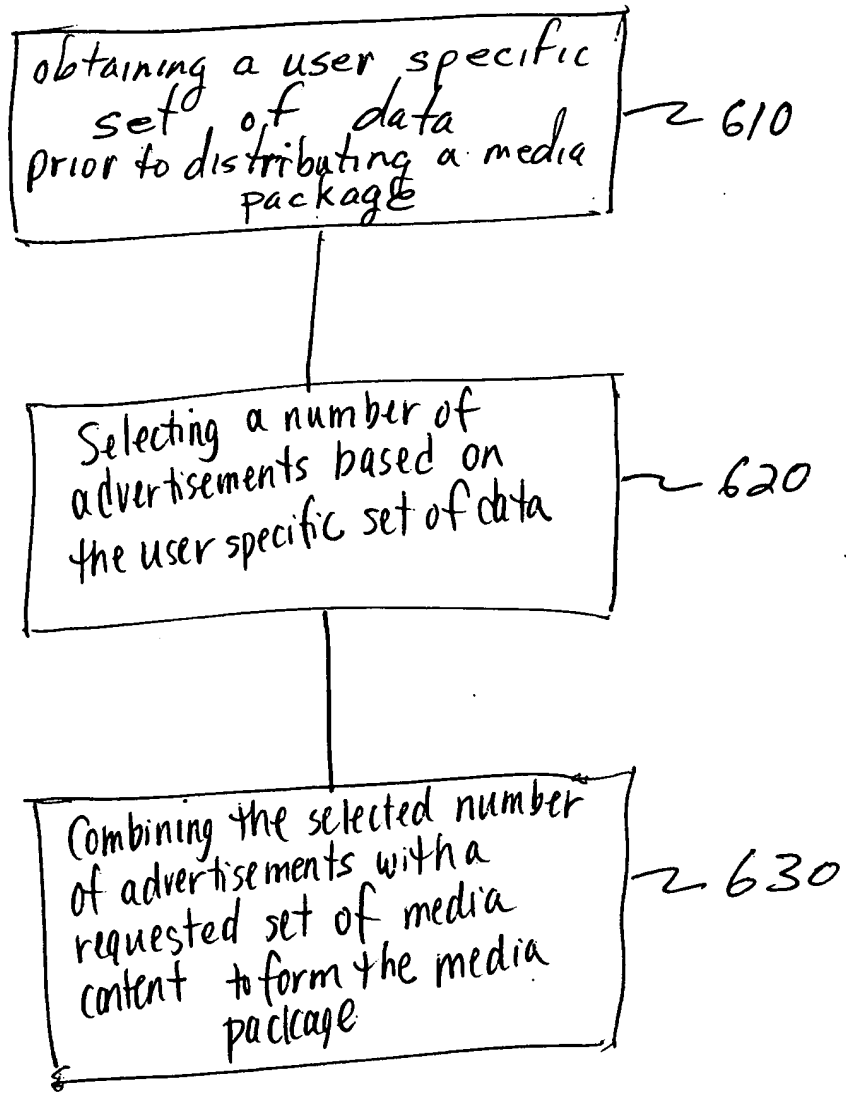 obtaining a user specific
set of data
prior to distributing a media
package
610
Selecting a number of
advertisements based on
the user specific set of data
620
Combining the selected number
of advertisements with a
requested set of media
content to form the media
package
630